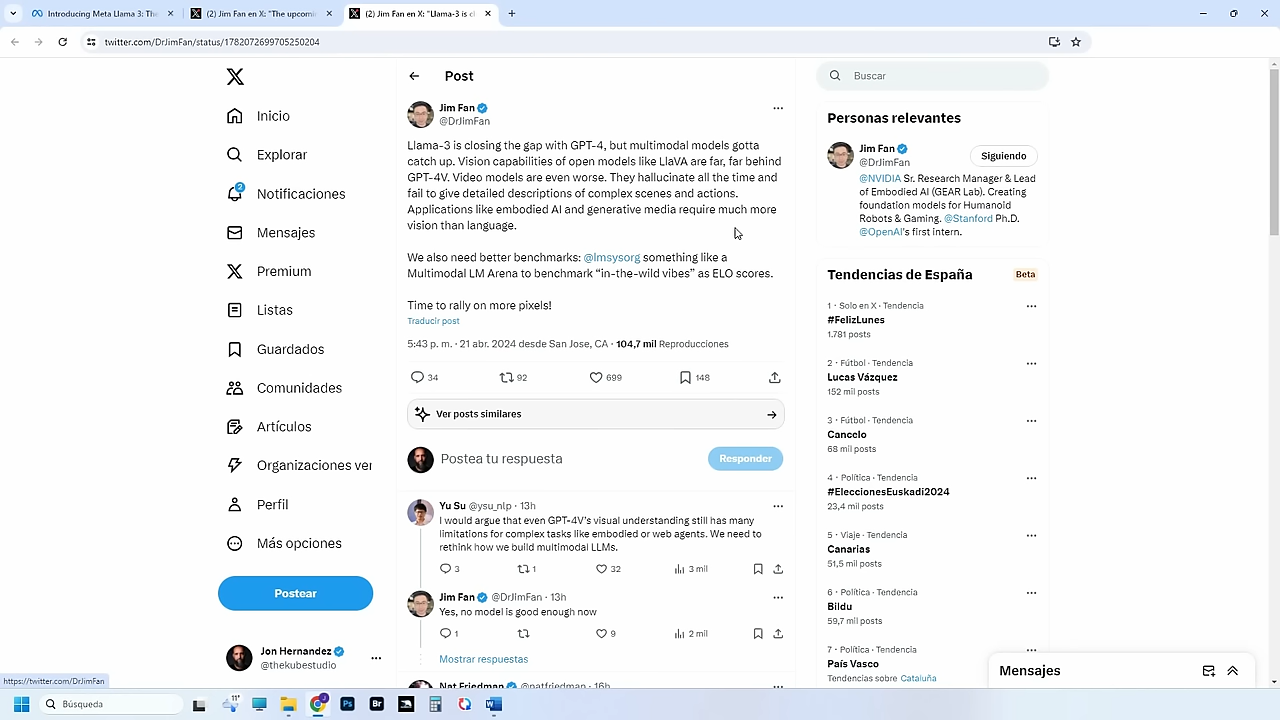 Introducing Meta Llama 3: The
(2) Jim Fan en X: "The upcomi
(2) Jim Fan en X: "Llama-3 is cl
twitter.com/DrJimFan/status/1782072699705250204
Inicio
Explorar
2
Notificaciones
Mensajes
Premium
Listas
Guardados
Comunidades
Artículos
Organizaciones ver
Perfil
Más opciones
Postear
Jon Hernandez
@thekubestudio
https://twitter.com/DrJimFan
Post
Jim Fan
@DrJimFan
Llama-3 is closing the gap with GPT-4, but multimodal models gotta
catch up. Vision capabilities of open models like LlaVA are far, far behind
GPT-4V. Video models are even worse. They hallucinate all the time and
fail to give detailed descriptions of complex scenes and actions.
Applications like embodied AI and generative media require much more
vision than language.
We also need better benchmarks: @lmsysorg something like a
Multimodal LM Arena to benchmark “in-the-wild vibes” as ELO scores.
Time to rally on more pixels!
Traducir post
5:43 p. m. · 21 abr. 2024 desde San Jose, CA · 104,7 mil Reproducciones
34 92 699 148
Ver posts similares
Postea tu respuesta
Responder
Yu Su @ysu_nlp · 13h
I would argue that even GPT-4V's visual understanding still has many
limitations for complex tasks like embodied or web agents. We need to
rethink how we build multimodal LLMs.
3 1 32 3 mil
Jim Fan @DrJimFan · 13h
Yes, no model is good enough now
1 9 2 mil
Mostrar respuestas
Nat Friedman @natfriedman · 16h
Buscar
Personas relevantes
Jim Fan
@DrJimFan
Siguiendo
@NVIDIA Sr. Research Manager & Lead
of Embodied AI (GEAR Lab). Creating
foundation models for Humanoid
Robots & Gaming. @Stanford Ph.D.
@OpenAI's first intern.
Tendencias de España
Beta
1 · Solo en X · Tendencia
#FelizLunes
1.781 posts
2 · Fútbol · Tendencia
Lucas Vázquez
152 mil posts
3 · Fútbol · Tendencia
Cancelo
68 mil posts
4 · Política · Tendencia
#EleccionesEuskadi2024
23,4 mil posts
5 · Viaje · Tendencia
Canarias
51,5 mil posts
6 · Política · Tendencia
Bildu
59,7 mil posts
7 · Política · Tendencia
País Vasco
Tendencias sobre Cataluña
Mensajes
Búsqueda
11°